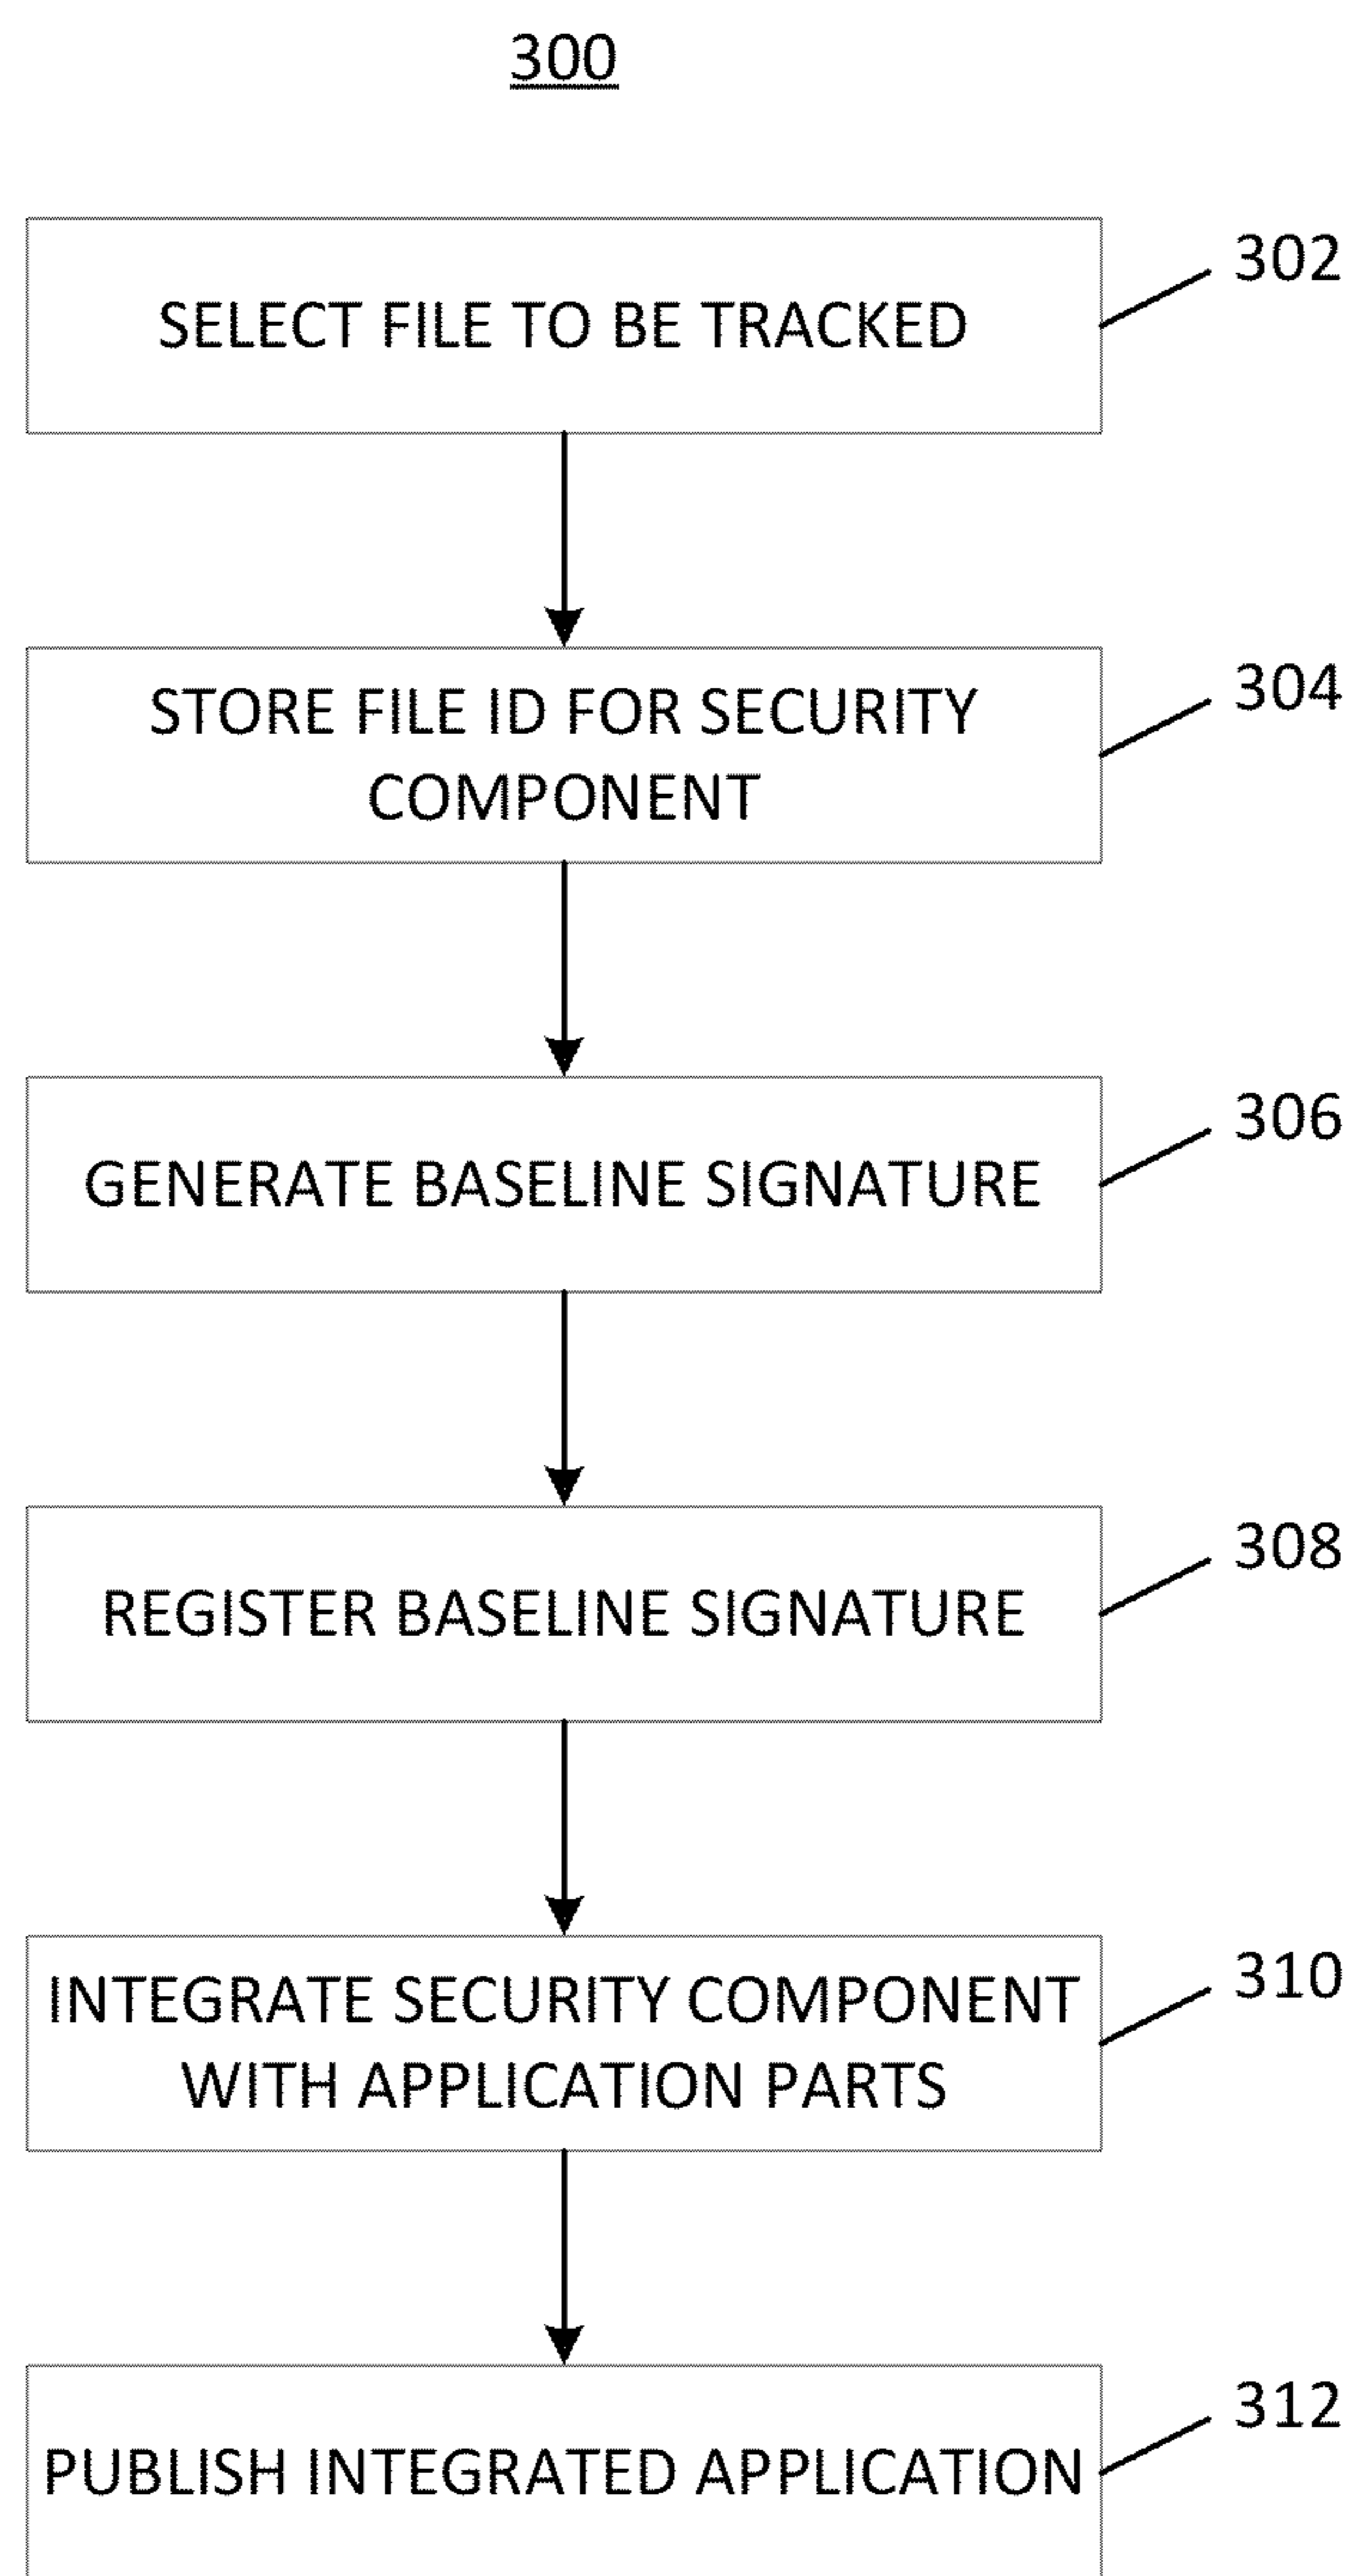 300
SELECT FILE TO BE TRACKED
302
STORE FILE ID FOR SECURITY
COMPONENT
304
GENERATE BASELINE SIGNATURE
306
REGISTER BASELINE SIGNATURE
308
INTEGRATE SECURITY COMPONENT
WITH APPLICATION PARTS
310
PUBLISH INTEGRATED APPLICATION
312